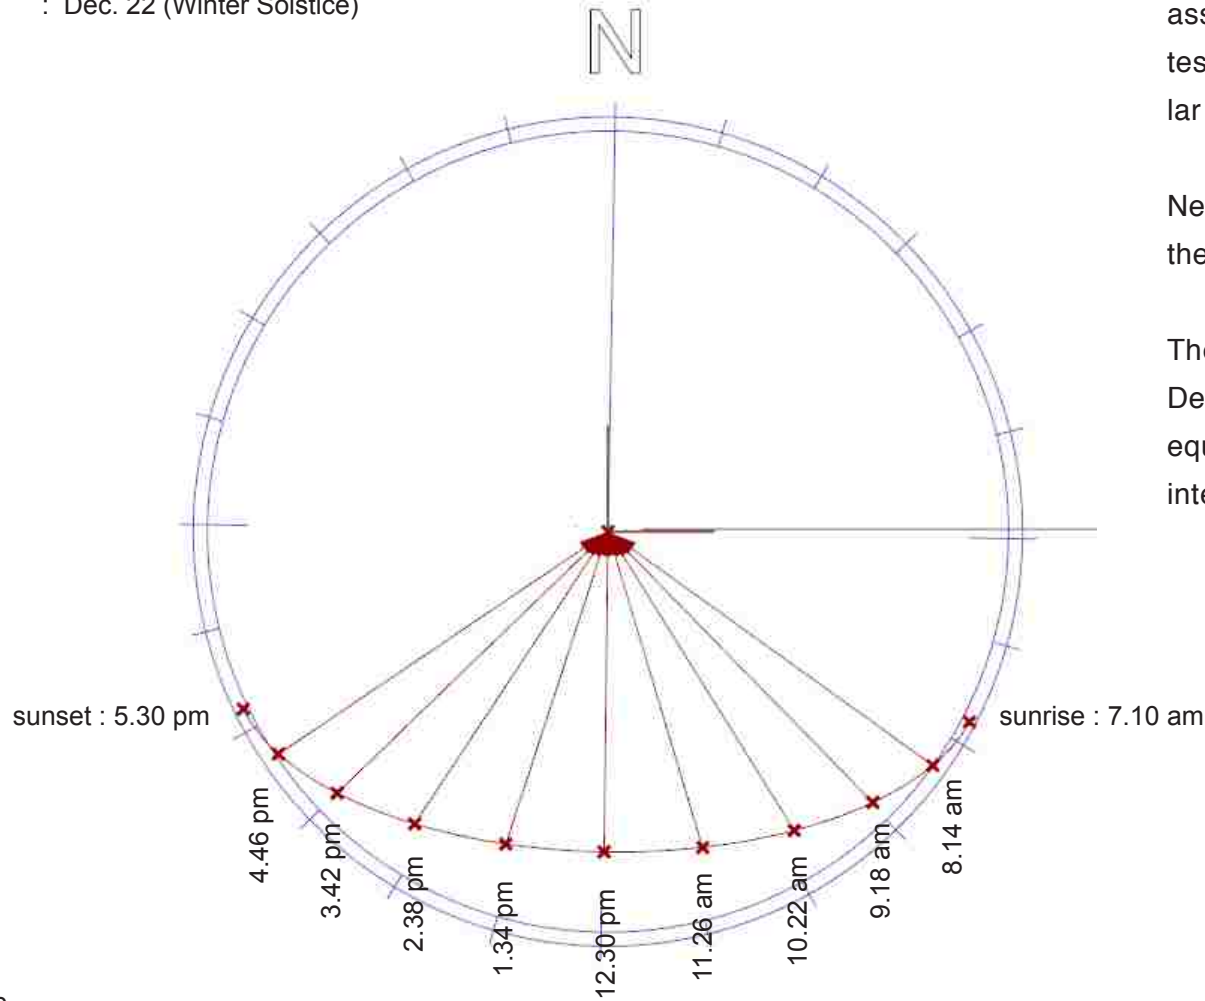 : Dec. 22 (Winter Solstice)
N
sunset : 5.30 pm
sunrise : 7.10 am
4.46 pm
3.42 pm
2.38 pm
1.34 pm
12.30 pm
11.26 am
10.22 am
9.18 am
8.14 am
ass
tes
lar
Ne
the
The
De
equ
inte